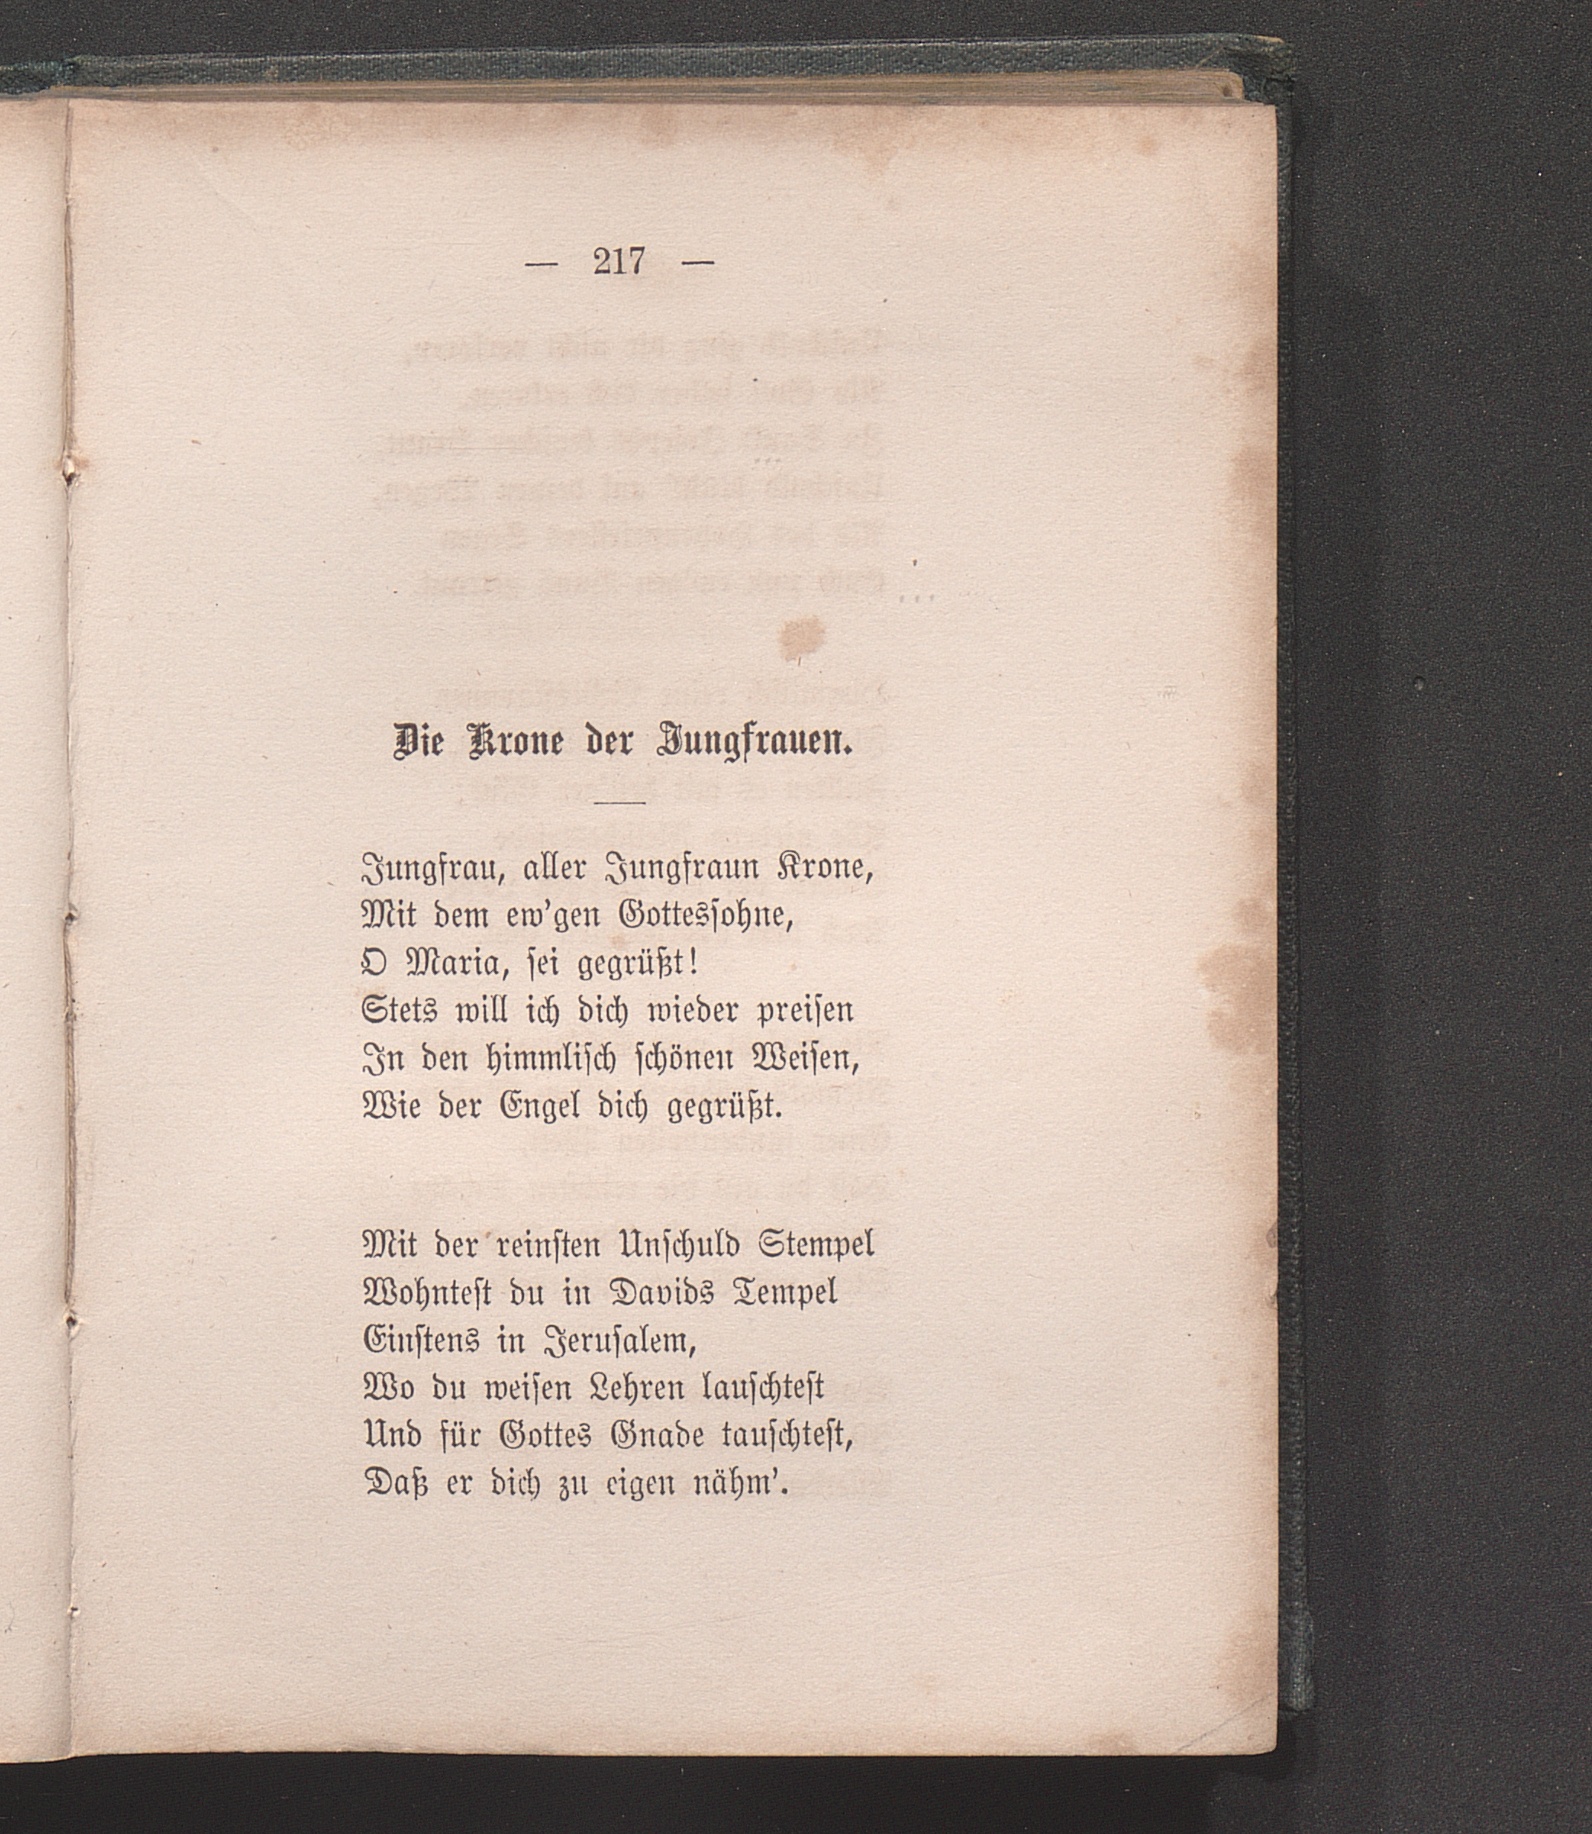 — 217 —
Die Krone der Jungfrauen.
Jungfrau, aller Jungfraun Krone,
Mit dem ew'gen Gottessohne,
O Maria, sei gegrüßt!
Stets will ich dich wieder preisen
In den himmlisch schönen Weisen,
Wie der Engel dich gegrüßt.
Mit der reinsten Unschuld Stempel
Wohntest du in Davids Tempel
Einstens in Jerusalem,
Wo du weisen Lehren lauschtest
Und für Gottes Gnade tauschtest,
Daß er dich zu eigen nähm'.